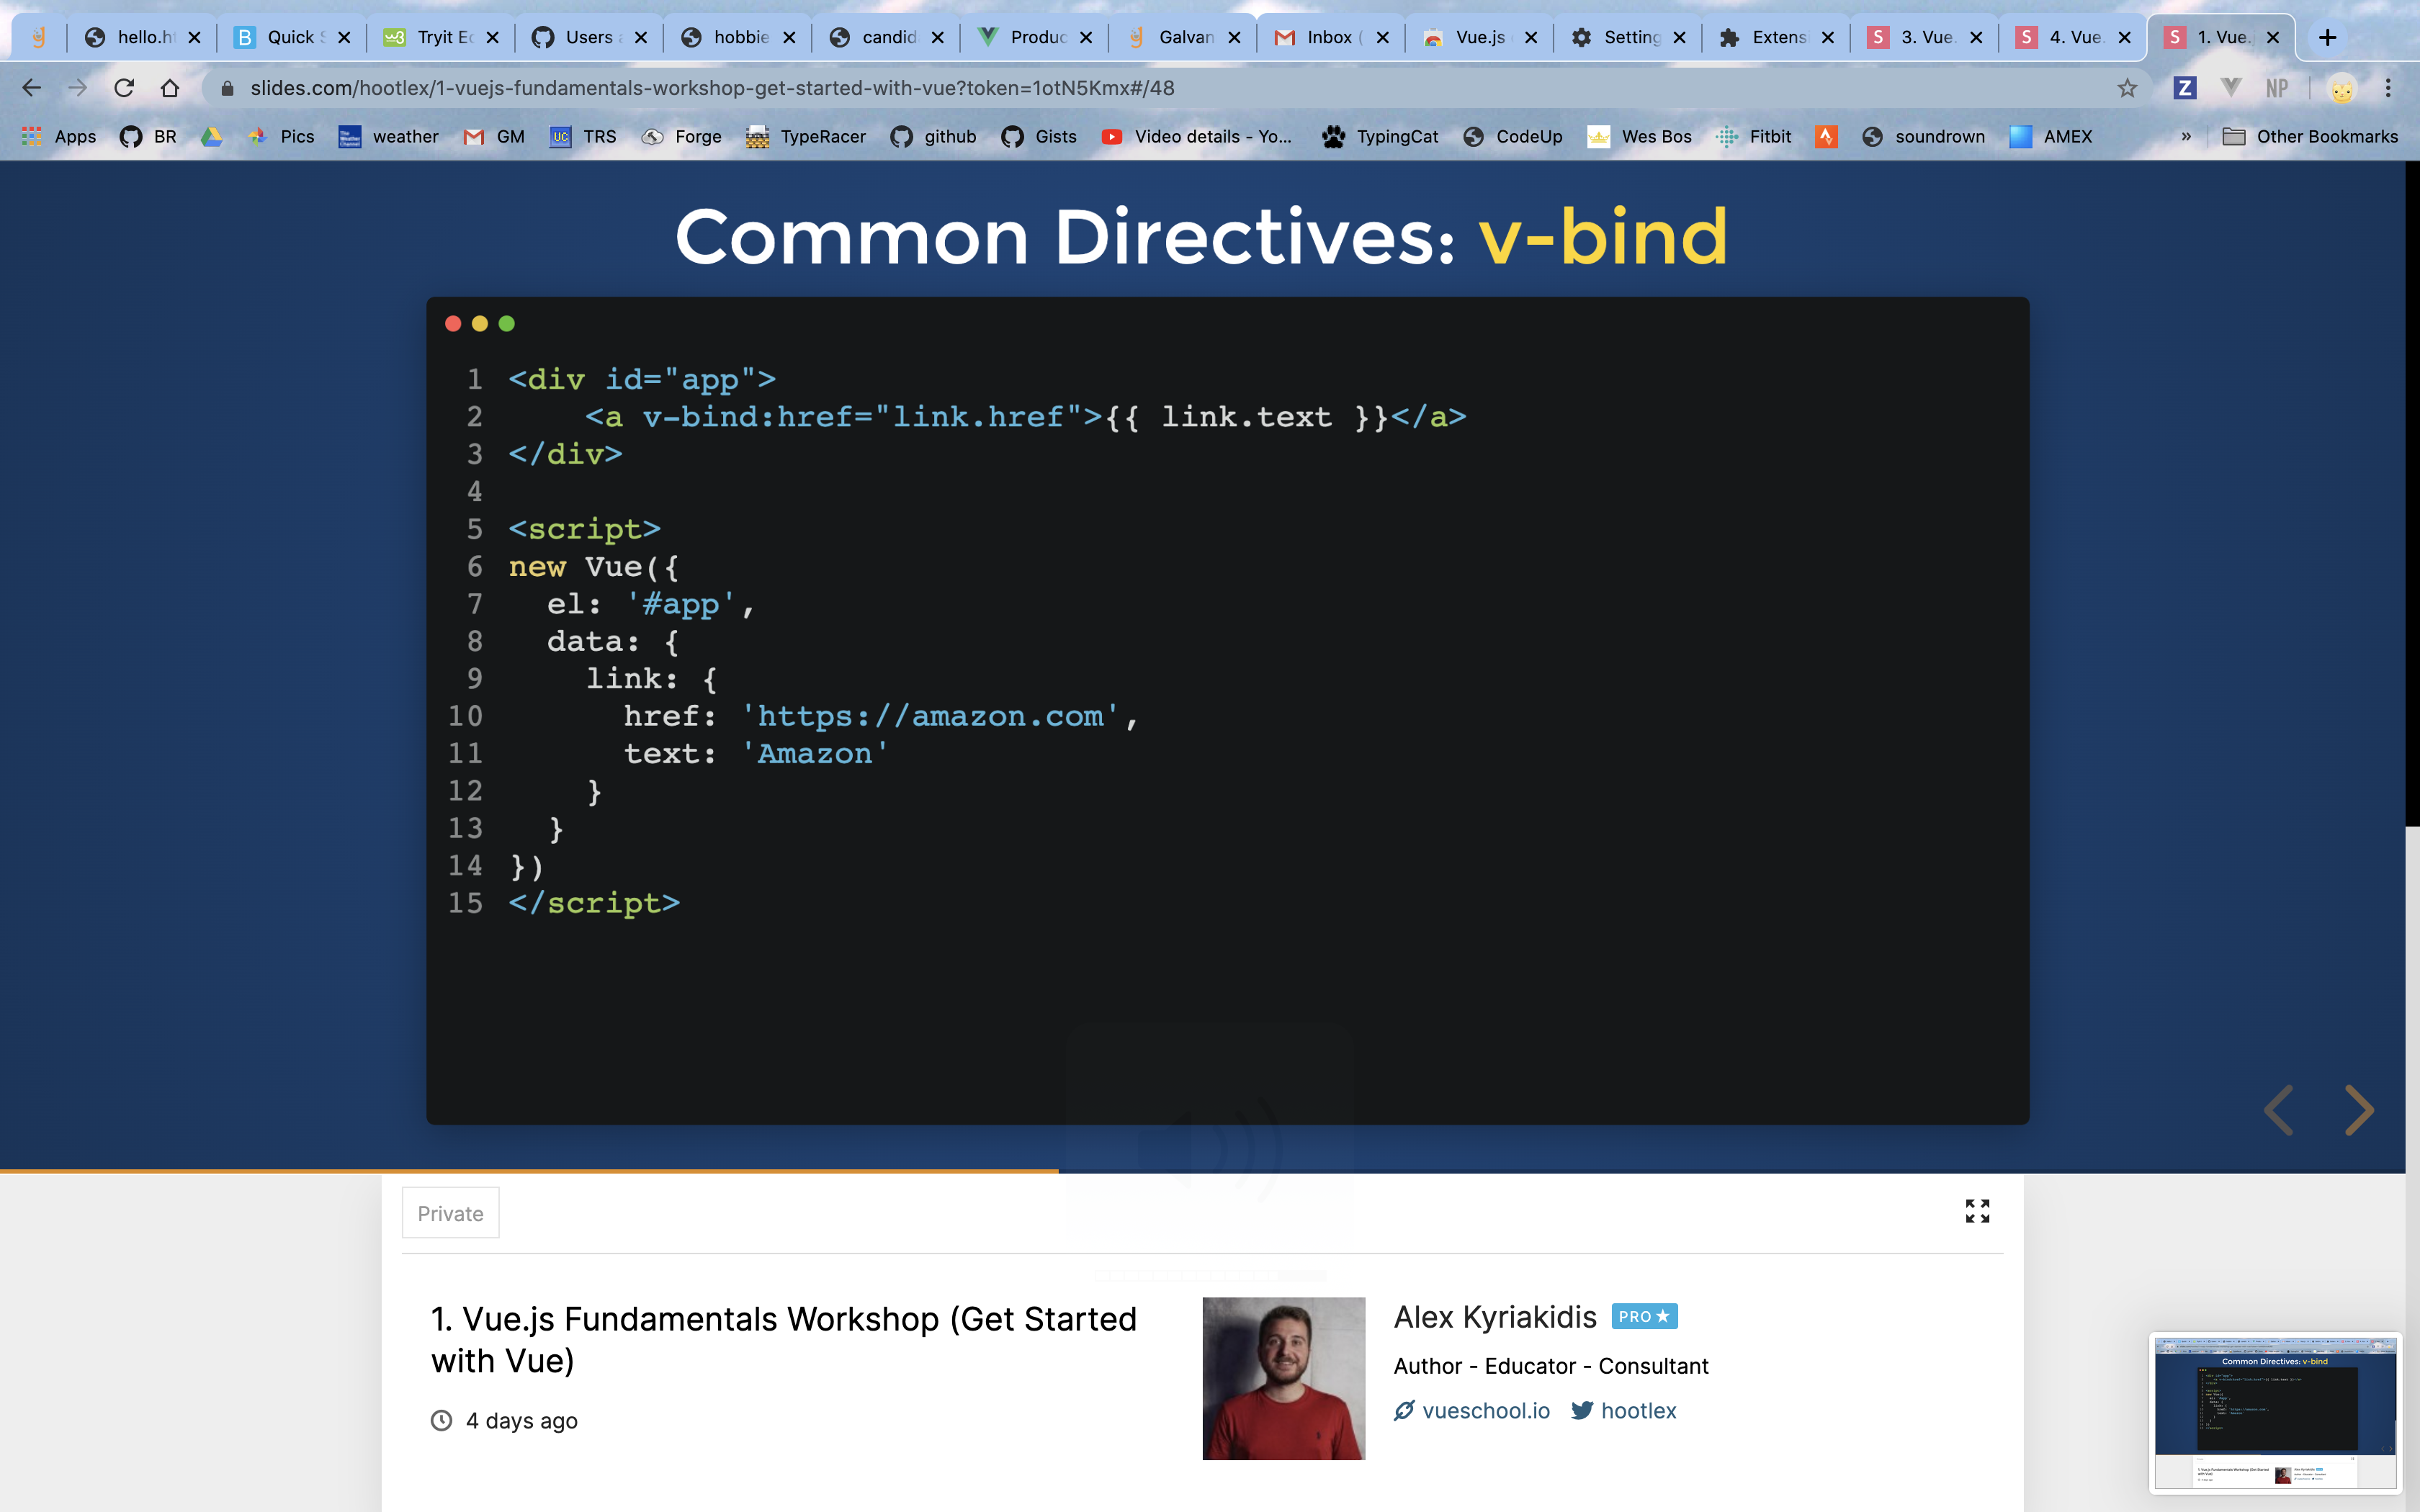 hello.h
Quick S
Tryit Ec
Users a
hobbie
candid
Produc
Galvan
Inbox (
Vue.js
Setting
Extensi
3. Vue.
4. Vue.
1. Vue.
slides.com/hootlex/1-vuejs-fundamentals-workshop-get-started-with-vue?token=1otN5Kmx#/48
NP
Apps BR Pics weather GM TRS Forge TypeRacer github Gists Video details - Yo... TypingCat CodeUp Wes Bos Fitbit soundrown AMEX » Other Bookmarks
Common Directives: v-bind
1 <div id="app">
2     <a v-bind:href="link.href">{{ link.text }}</a>
3 </div>
4
5 <script>
6 new Vue({
7   el: '#app',
8   data: {
9     link: {
10       href: 'https://amazon.com',
11       text: 'Amazon'
12     }
13   }
14 })
15 </script>
Private
1. Vue.js Fundamentals Workshop (Get Started
with Vue)
4 days ago
Alex Kyriakidis PRO
Author - Educator - Consultant
vueschool.io hootlex
Common Directives: v-bind